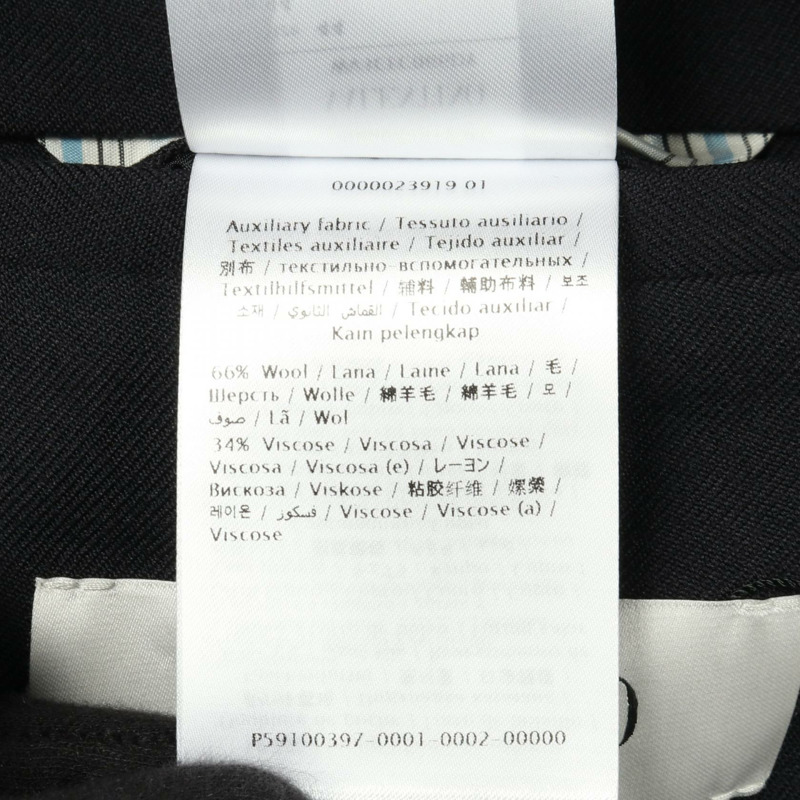 0000023919 01
Auxiliary fabric / Tessuto ausiliario /
Textiles auxiliaire / Tejido auxiliar /
別布 / текстильно-вспомогательных /
Textilhilfsmittel / 辅料 / 輔助布料 / 보조
소재 / القماش الثانوي / Tecido auxiliar /
Kain pelengkap
66% Wool / Lana / Laine / Lana / 毛 /
Шерсть / Wolle / 綿羊毛 / 綿羊毛 / 모 /
صوف / Lã / Wol
34% Viscose / Viscosa / Viscose /
Viscosa / Viscosa (e) / レーヨン /
Вискоза / Viskose / 粘胶纤维 / 嫘縈 /
레이온 / فسكوز / Viscose / Viscose (a) /
Viscose
P59100397-0001-0002-00000